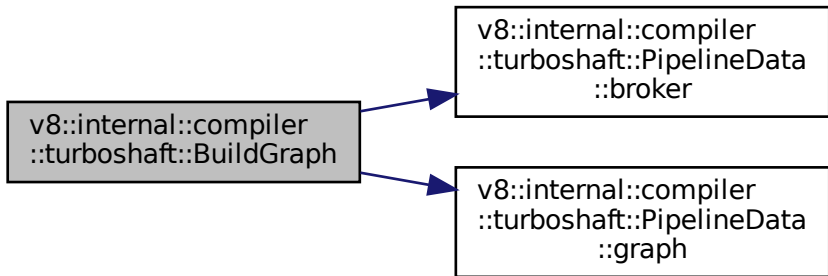 v8::internal::compiler
::turboshaft::BuildGraph
v8::internal::compiler
::turboshaft::PipelineData
::broker
v8::internal::compiler
::turboshaft::PipelineData
::graph